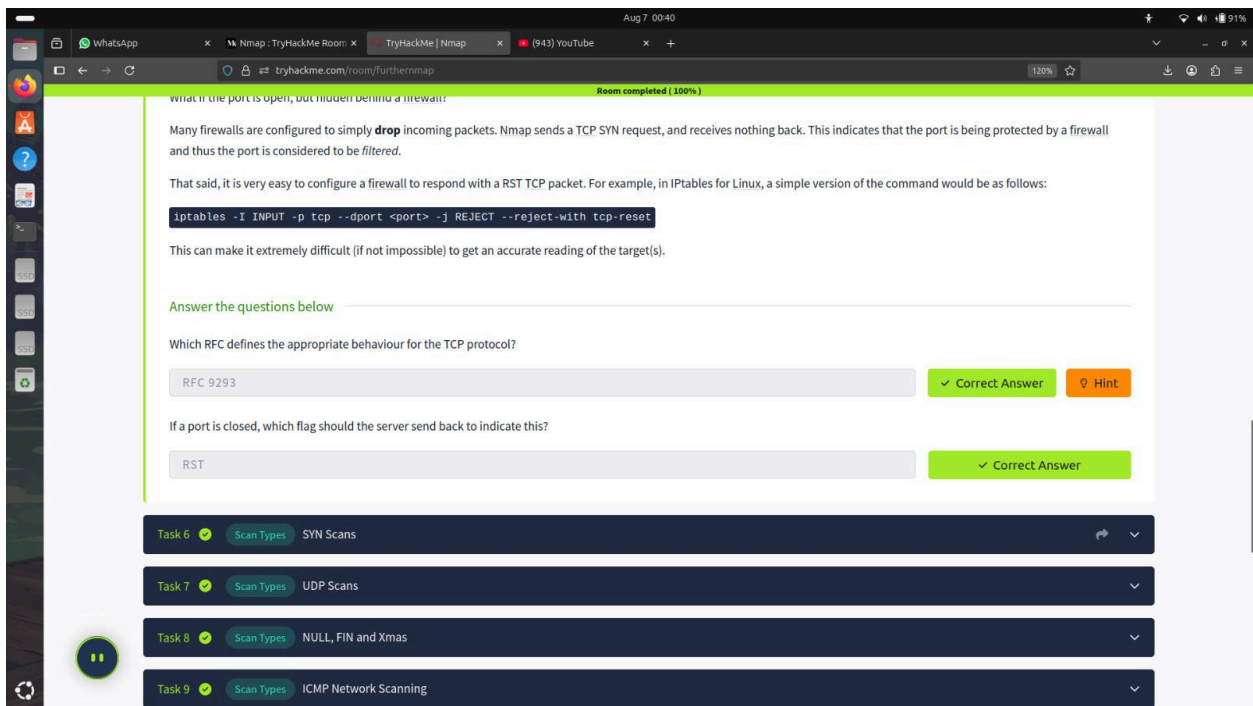 Aug 7 00:40
91%
WhatsApp
Nmap : TryHackMe Room
TryHackMe | Nmap
(943) YouTube
tryhackme.com/room/furthernmap
120%
Room completed ( 100% )
What if the port is open, but hidden behind a firewall?
Many firewalls are configured to simply drop incoming packets. Nmap sends a TCP SYN request, and receives nothing back. This indicates that the port is being protected by a firewall
and thus the port is considered to be filtered.
That said, it is very easy to configure a firewall to respond with a RST TCP packet. For example, in IPtables for Linux, a simple version of the command would be as follows:
iptables -I INPUT -p tcp --dport <port> -j REJECT --reject-with tcp-reset
This can make it extremely difficult (if not impossible) to get an accurate reading of the target(s).
Answer the questions below
Which RFC defines the appropriate behaviour for the TCP protocol?
RFC 9293
Correct Answer
Hint
If a port is closed, which flag should the server send back to indicate this?
RST
Correct Answer
Task 6 Scan Types SYN Scans
Task 7 Scan Types UDP Scans
Task 8 Scan Types NULL, FIN and Xmas
Task 9 Scan Types ICMP Network Scanning
SSD
SSD
SSD